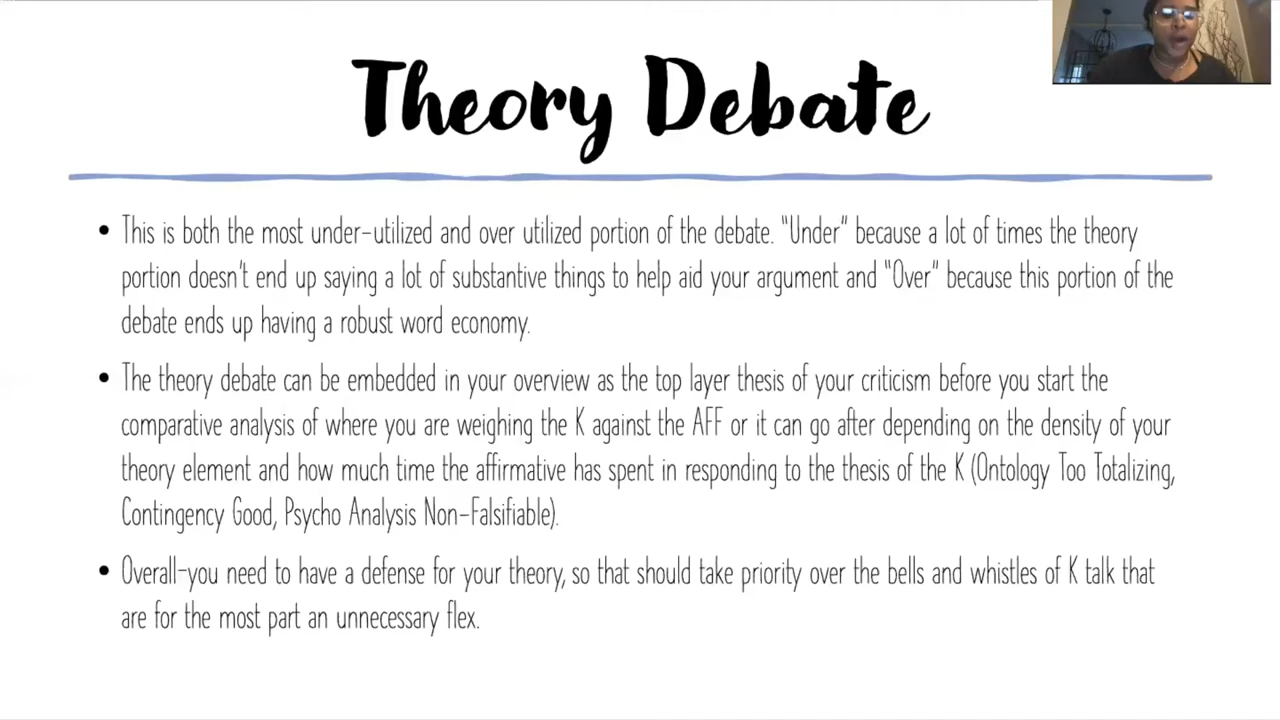 Theory Debate
• This is both the most under-utilized and over utilized portion of the debate. "Under" because a lot of times the theory
portion doesn't end up saying a lot of substantive things to help aid your argument and "Over" because this portion of the
debate ends up having a robust word economy.
• The theory debate can be embedded in your overview as the top layer thesis of your criticism before you start the
comparative analysis of where you are weighing the K against the AFF or it can go after depending on the density of your
theory element and how much time the affirmative has spent in responding to the thesis of the K (Ontology Too Totalizing,
Contingency Good, Psycho Analysis Non-Falsifiable).
• Overall-you need to have a defense for your theory, so that should take priority over the bells and whistles of K talk that
are for the most part an unnecessary flex.